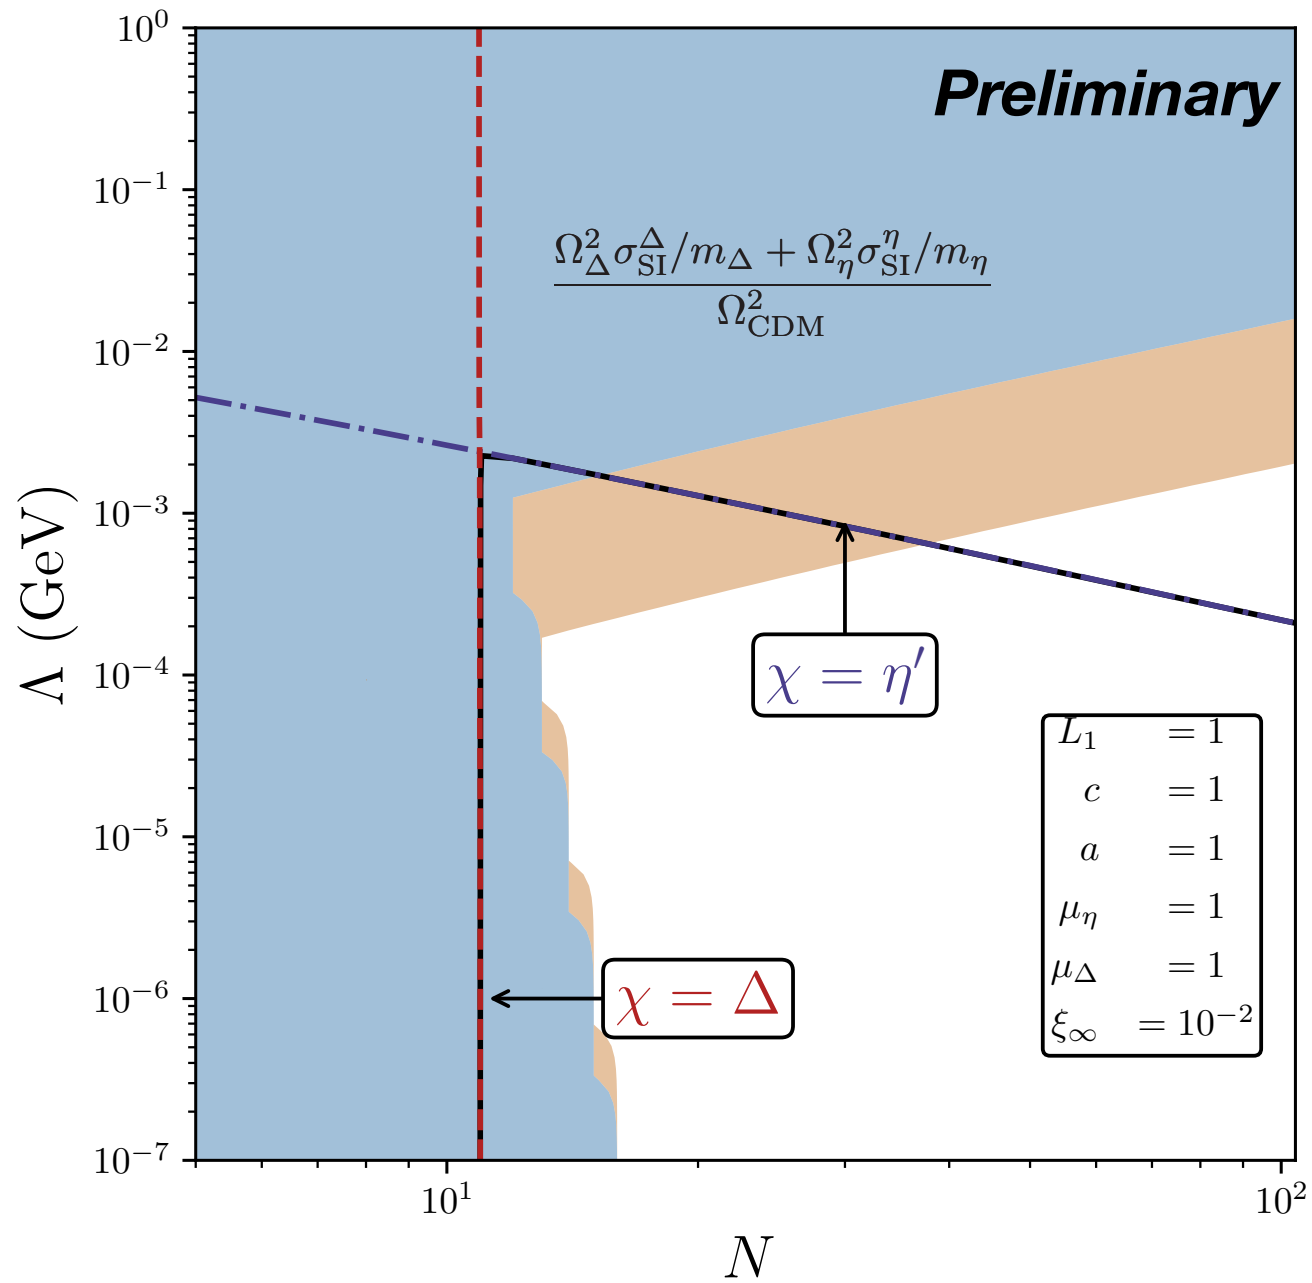 Preliminary
Λ (GeV)
10⁰
10⁻¹
10⁻²
10⁻³
10⁻⁴
10⁻⁵
10⁻⁶
10⁻⁷
Ω²_Δ σ^Δ_SI/m_Δ + Ω²_η σ^η_SI/m_η
Ω²_CDM
χ = η′
L₁ = 1
c = 1
a = 1
μ_η = 1
μ_Δ = 1
ξ_∞ = 10⁻²
χ = Δ
10¹
10²
N